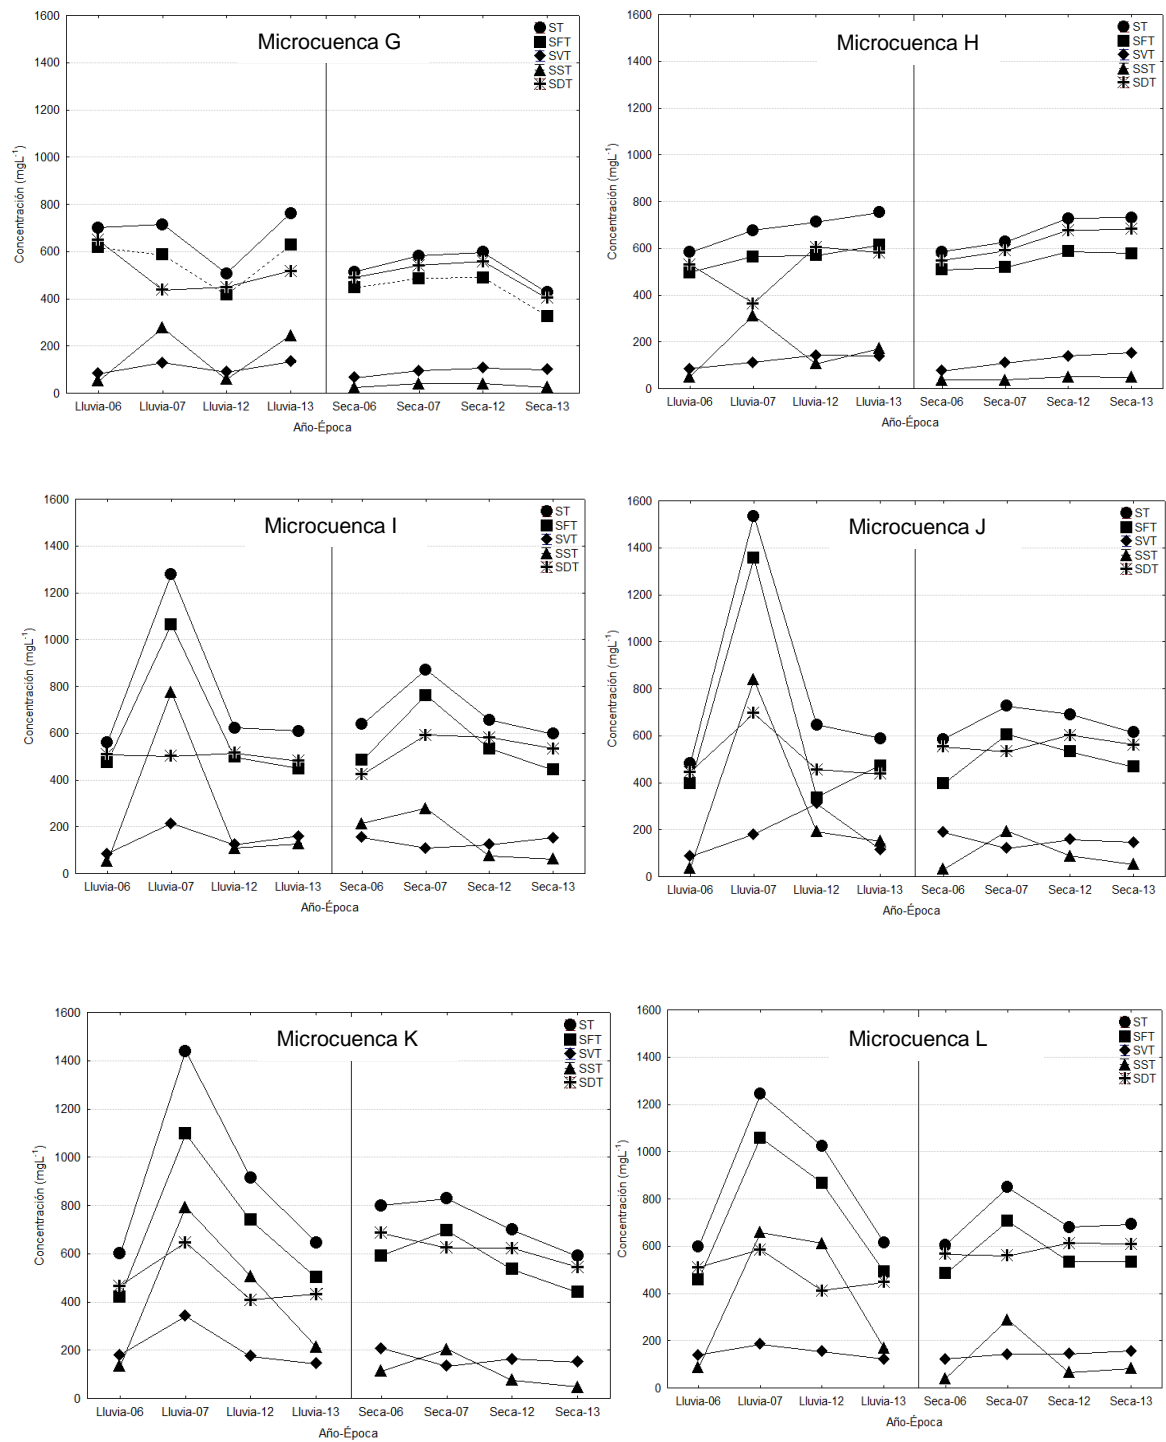 Microcuenca G
ST
SFT
SVT
SST
SDT
1600
1400
1200
1000
800
600
400
200
0
Concentración (mgL⁻¹)
Lluvia-06 Lluvia-07 Lluvia-12 Lluvia-13 Seca-06 Seca-07 Seca-12 Seca-13
Año-Época
Microcuenca H
ST
SFT
SVT
SST
SDT
1600
1400
1200
1000
800
600
400
200
0
Concentración (mgL⁻¹)
Lluvia-06 Lluvia-07 Lluvia-12 Lluvia-13 Seca-06 Seca-07 Seca-12 Seca-13
Año-Época
Microcuenca I
ST
SFT
SVT
SST
SDT
1600
1400
1200
1000
800
600
400
200
0
Concentración (mgL⁻¹)
Lluvia-06 Lluvia-07 Lluvia-12 Lluvia-13 Seca-06 Seca-07 Seca-12 Seca-13
Año-Época
Microcuenca J
ST
SFT
SVT
SST
SDT
1600
1400
1200
1000
800
600
400
200
0
Concentración (mgL⁻¹)
Lluvia-06 Lluvia-07 Lluvia-12 Lluvia-13 Seca-06 Seca-07 Seca-12 Seca-13
Año-Época
Microcuenca K
ST
SFT
SVT
SST
SDT
1600
1400
1200
1000
800
600
400
200
0
Concentración (mgL⁻¹)
Lluvia-06 Lluvia-07 Lluvia-12 Lluvia-13 Seca-06 Seca-07 Seca-12 Seca-13
Año-Época
Microcuenca L
ST
SFT
SVT
SST
SDT
1600
1400
1200
1000
800
600
400
200
0
Concentración (mgL⁻¹)
Lluvia-06 Lluvia-07 Lluvia-12 Lluvia-13 Seca-06 Seca-07 Seca-12 Seca-13
Año-Época